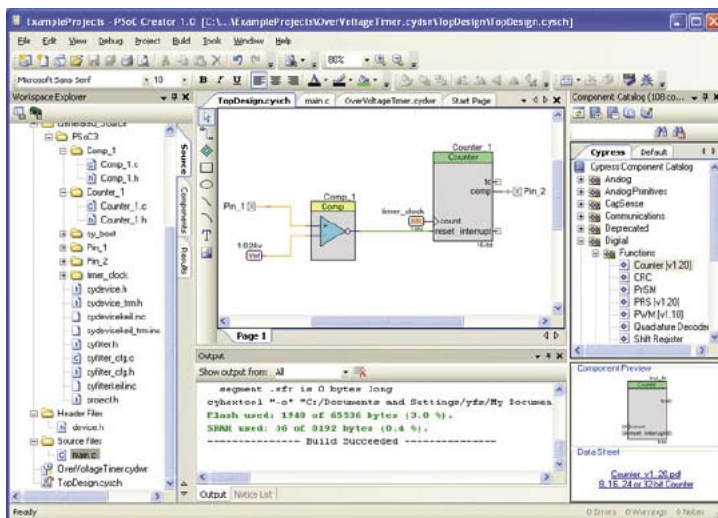 ExampleProjects - PSoC Creator 1.0 [C:\...\ExampleProjects\OverVoltageTimer.cydsn\TopDesign\TopDesign.cysch]
File Edit View Debug Project Build Tools Window Help
88%
Microsoft Sans Serif 10 B I U
Workspace Explorer
Generated_Source
PSoC3
Comp_1
Comp_1.c
Comp_1.h
Counter_1
Counter_1.c
Counter_1.h
cy_boot
Pin_1
Pin_2
timer_clock
cydevice.h
cydevice_trm.h
cydevicekeil.inc
cydevicekeil_trm.inc
cyfitter.h
cyfitter_cfg.c
cyfitter_cfg.h
cyfitterkeil.inc
project.h
Header Files
device.h
Source Files
main.c
OverVoltageTimer.cydwr
TopDesign.cysch
Source
Components
Results
TopDesign.cysch main.c OverVoltageTimer.cydwr Start Page
Counter_1
Counter
tc
comp
Pin_2
Comp_1
Comp
Pin_1
timer_clock
count
reset interrupt
1.024v
Vref
Page 1
Output
Show output from: All
segment .sfr is 0 bytes long
cyhextool "-o" "C:/Documents and Settings/yfs/My Documen
Flash used: 1940 of 65536 bytes (3.0 %).
SRAM used: 36 of 8192 bytes (0.4 %).
--------------- Build Succeeded ---------------
Output Notice List
Component Catalog (108 co...
Cypress Default
Cypress Component Catalog
Analog
Analog Primitives
CapSense
Communications
Deprecated
Digital
Functions
Counter [v1.20]
CRC
PrISM
PRS [v1.20]
PWM [v1.10]
Quadrature Decoder
Shift Register
Component Preview
Counter
Data Sheet
Counter_v1_20.pdf
8, 16, 24 or 32-bit Counter
Ready
0 Errors 0 Warnings 0 Notes